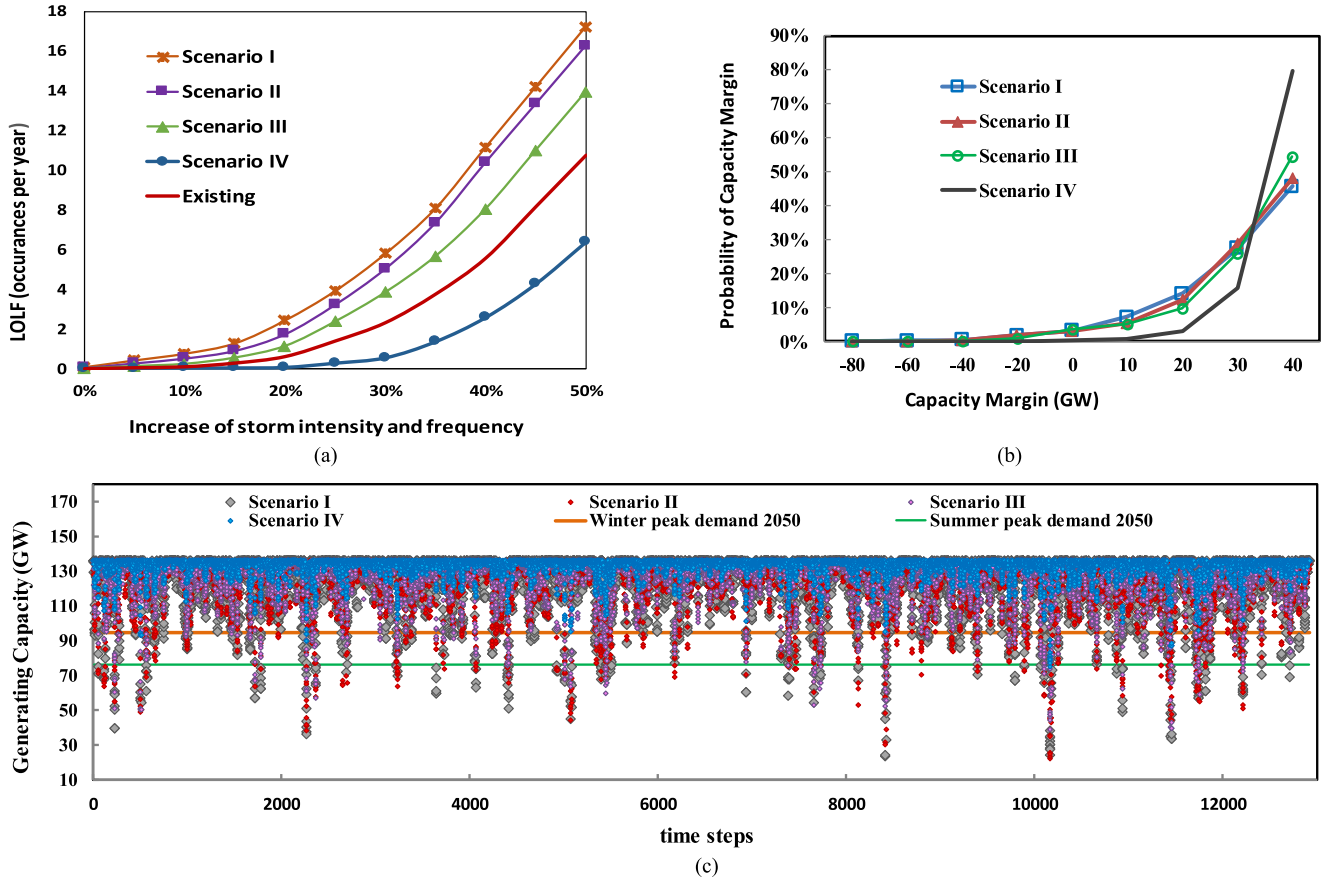 18
16
14
12
10
8
6
4
2
0
LOLF (occurances per year)
Scenario I
Scenario II
Scenario III
Scenario IV
Existing
0% 10% 20% 30% 40% 50%
Increase of storm intensity and frequency
(a)
90%
80%
70%
60%
50%
40%
30%
20%
10%
0%
Probability of Capacity Margin
Scenario I
Scenario II
Scenario III
Scenario IV
-80 -60 -40 -20 0 10 20 30 40
Capacity Margin (GW)
(b)
170
150
130
110
90
70
50
30
10
Generating Capacity (GW)
Scenario I Scenario II Scenario III
Scenario IV Winter peak demand 2050 Summer peak demand 2050
0 2000 4000 6000 8000 10000 12000
time steps
(c)